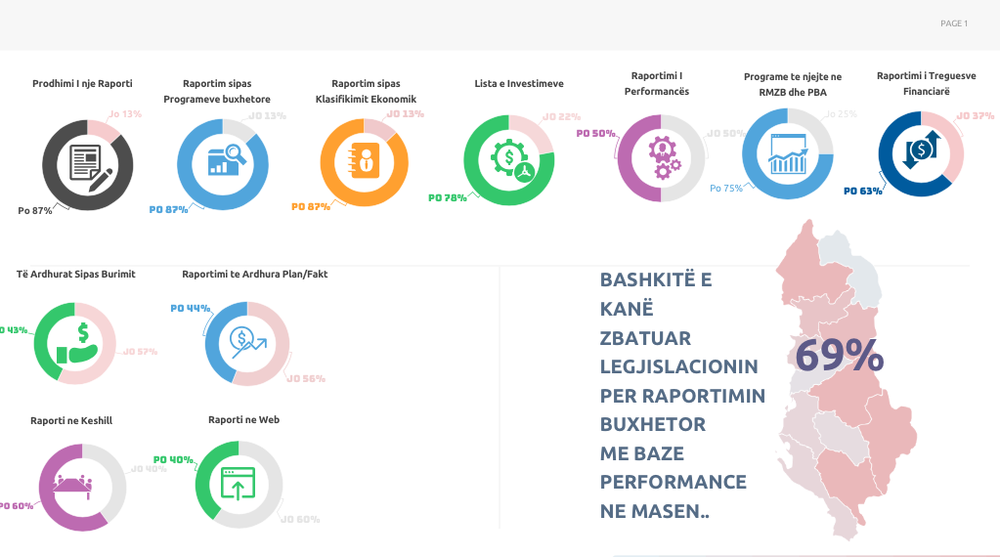 PAGE 1
Prodhimi I nje Raporti
Jo 13%
Po 87%
Raportim sipas
Programeve buxhetore
JO 13%
PO 87%
Raportim sipas
Klasifikimit Ekonomik
JO 13%
PO 87%
Lista e Investimeve
JO 22%
PO 78%
Raportimi I
Performancës
PO 50%
JO 50%
Programe te njejte ne
RMZB dhe PBA
Jo 25%
Po 75%
Raportimi i Treguesve
Financiarë
JO 37%
PO 63%
Të Ardhurat Sipas Burimit
O 43%
JO 57%
Raportimi te Ardhura Plan/Fakt
PO 44%
JO 56%
Raporti ne Keshill
JO 40%
PO 60%
Raporti ne Web
PO 40%
JO 60%
BASHKITË E
KANË
ZBATUAR
LEGJISLACIONIN
PER RAPORTIMIN
BUXHETOR
ME BAZE
PERFORMANCE
NE MASEN..
69%